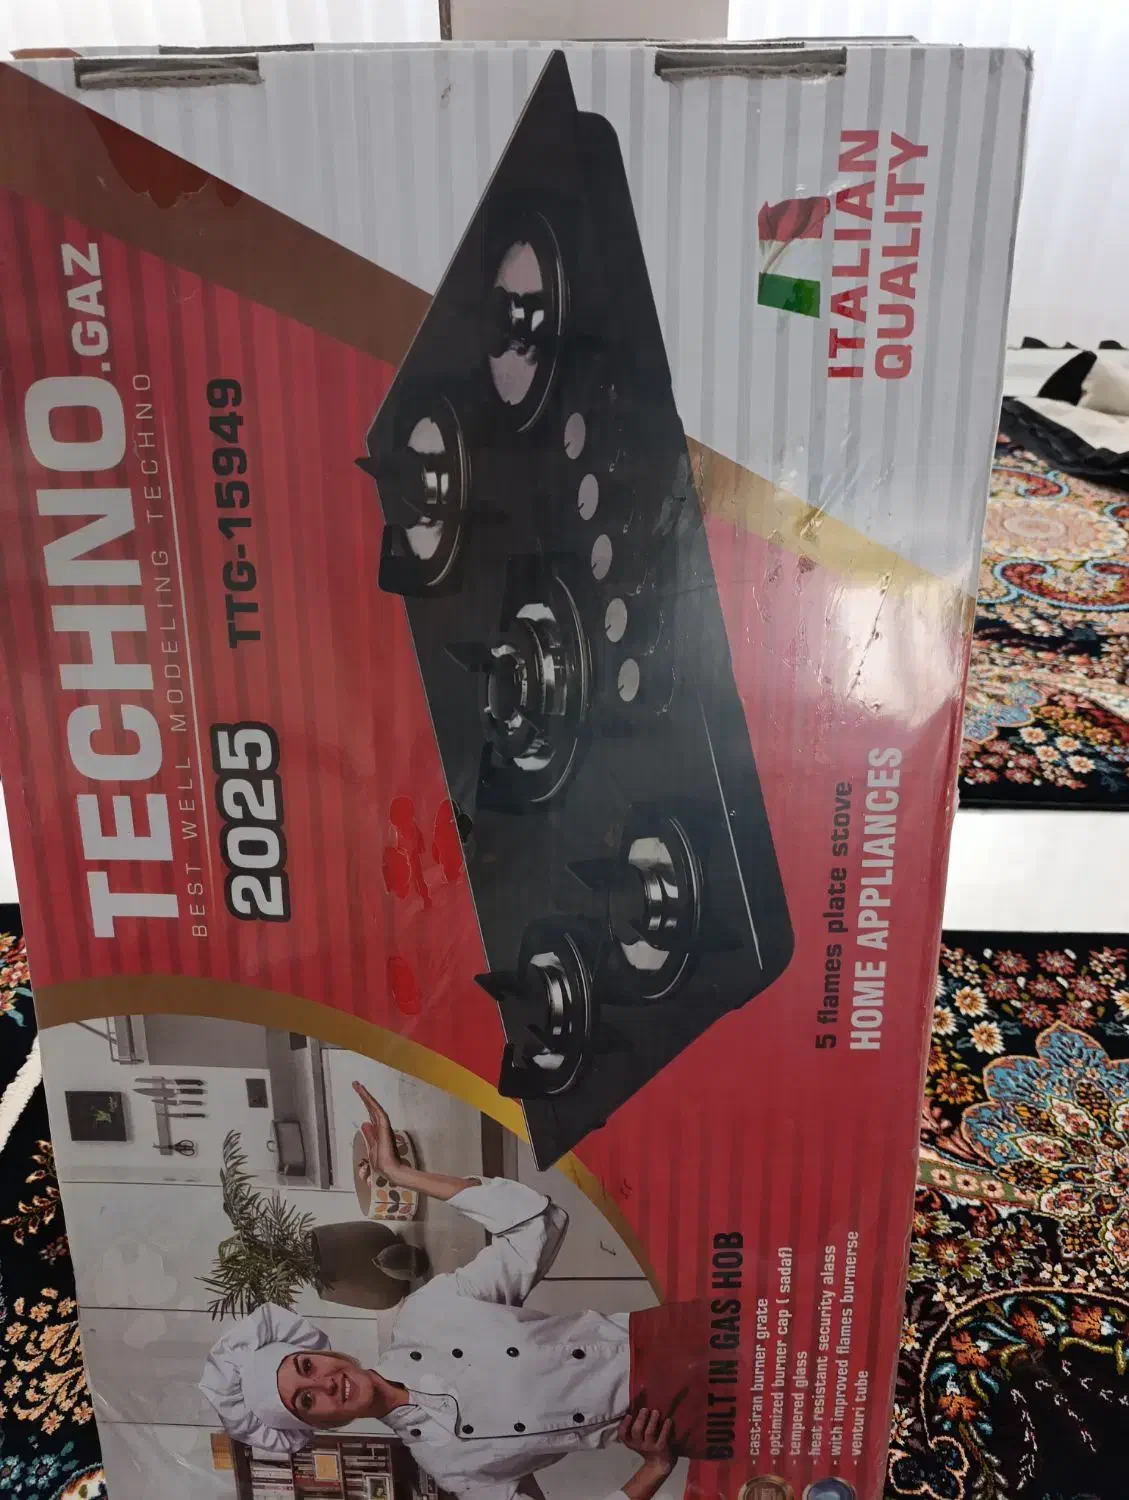 TECHNO.GAZ
BEST WELL MODELING TECHNO
2025 TTG-15949
ITALIAN
QUALITY
5 flames plate stove
HOME APPLIANCES
BUILT IN GAS HOB
- cast-iran burner grate
- optimized burner cap ( sadaf)
- tempered glass
- heat resistant security alass
- with improved flames burmerse
- venturi tube